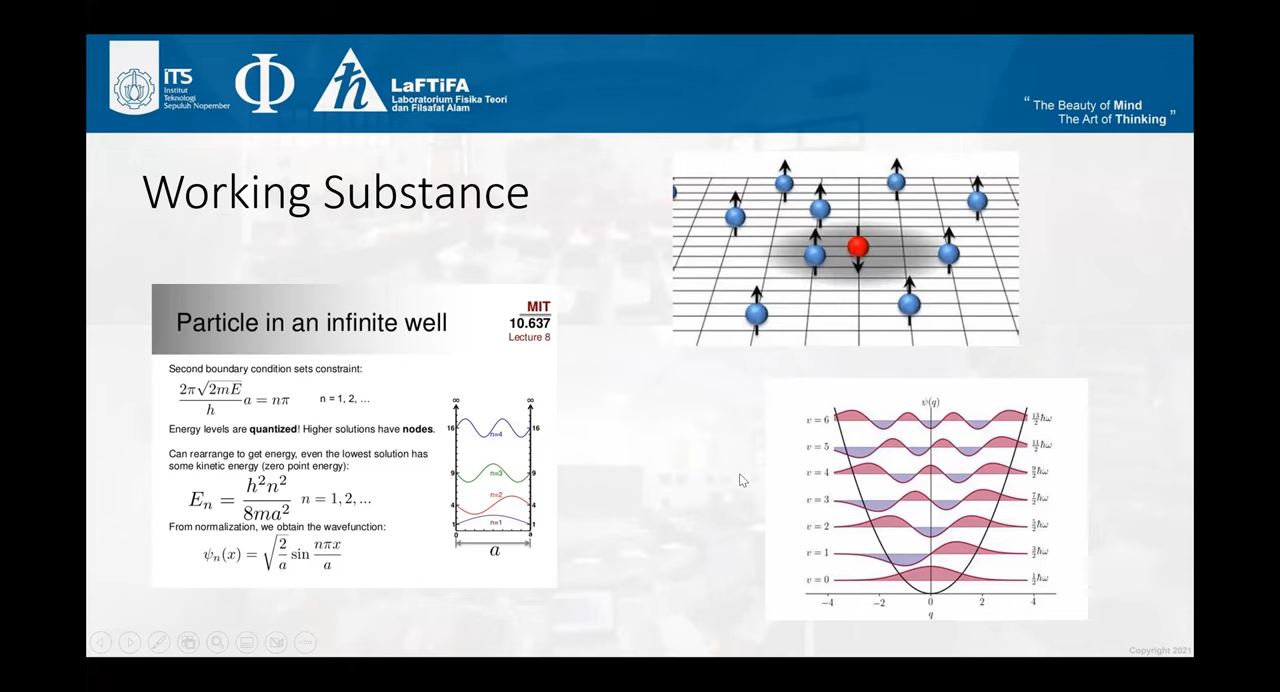 iTS
Institut
Teknologi
Sepuluh Nopember
Φ
ℏ
LaFTiFA
Laboratorium Fisika Teori
dan Filsafat Alam
“ The Beauty of Mind
The Art of Thinking ”
Working Substance
Particle in an infinite well
MIT
10.637
Lecture 8
Second boundary condition sets constraint:
2π√2mE / h a = nπ n = 1, 2, ...
Energy levels are quantized! Higher solutions have nodes.
Can rearrange to get energy, even the lowest solution has
some kinetic energy (zero point energy):
Eₙ = h²n² / 8ma² n = 1, 2, ...
From normalization, we obtain the wavefunction:
ψₙ(x) = √2/a sin nπx/a
∞ ∞
16 n=4 16
9 n=3 9
4 n=2 4
1 n=1 1
0 a
a
ψ(q)
v = 6 13/2 ℏω
v = 5 11/2 ℏω
v = 4 9/2 ℏω
v = 3 7/2 ℏω
v = 2 5/2 ℏω
v = 1 3/2 ℏω
v = 0 1/2 ℏω
−4 −2 0 2 4
q
Copyright 2021